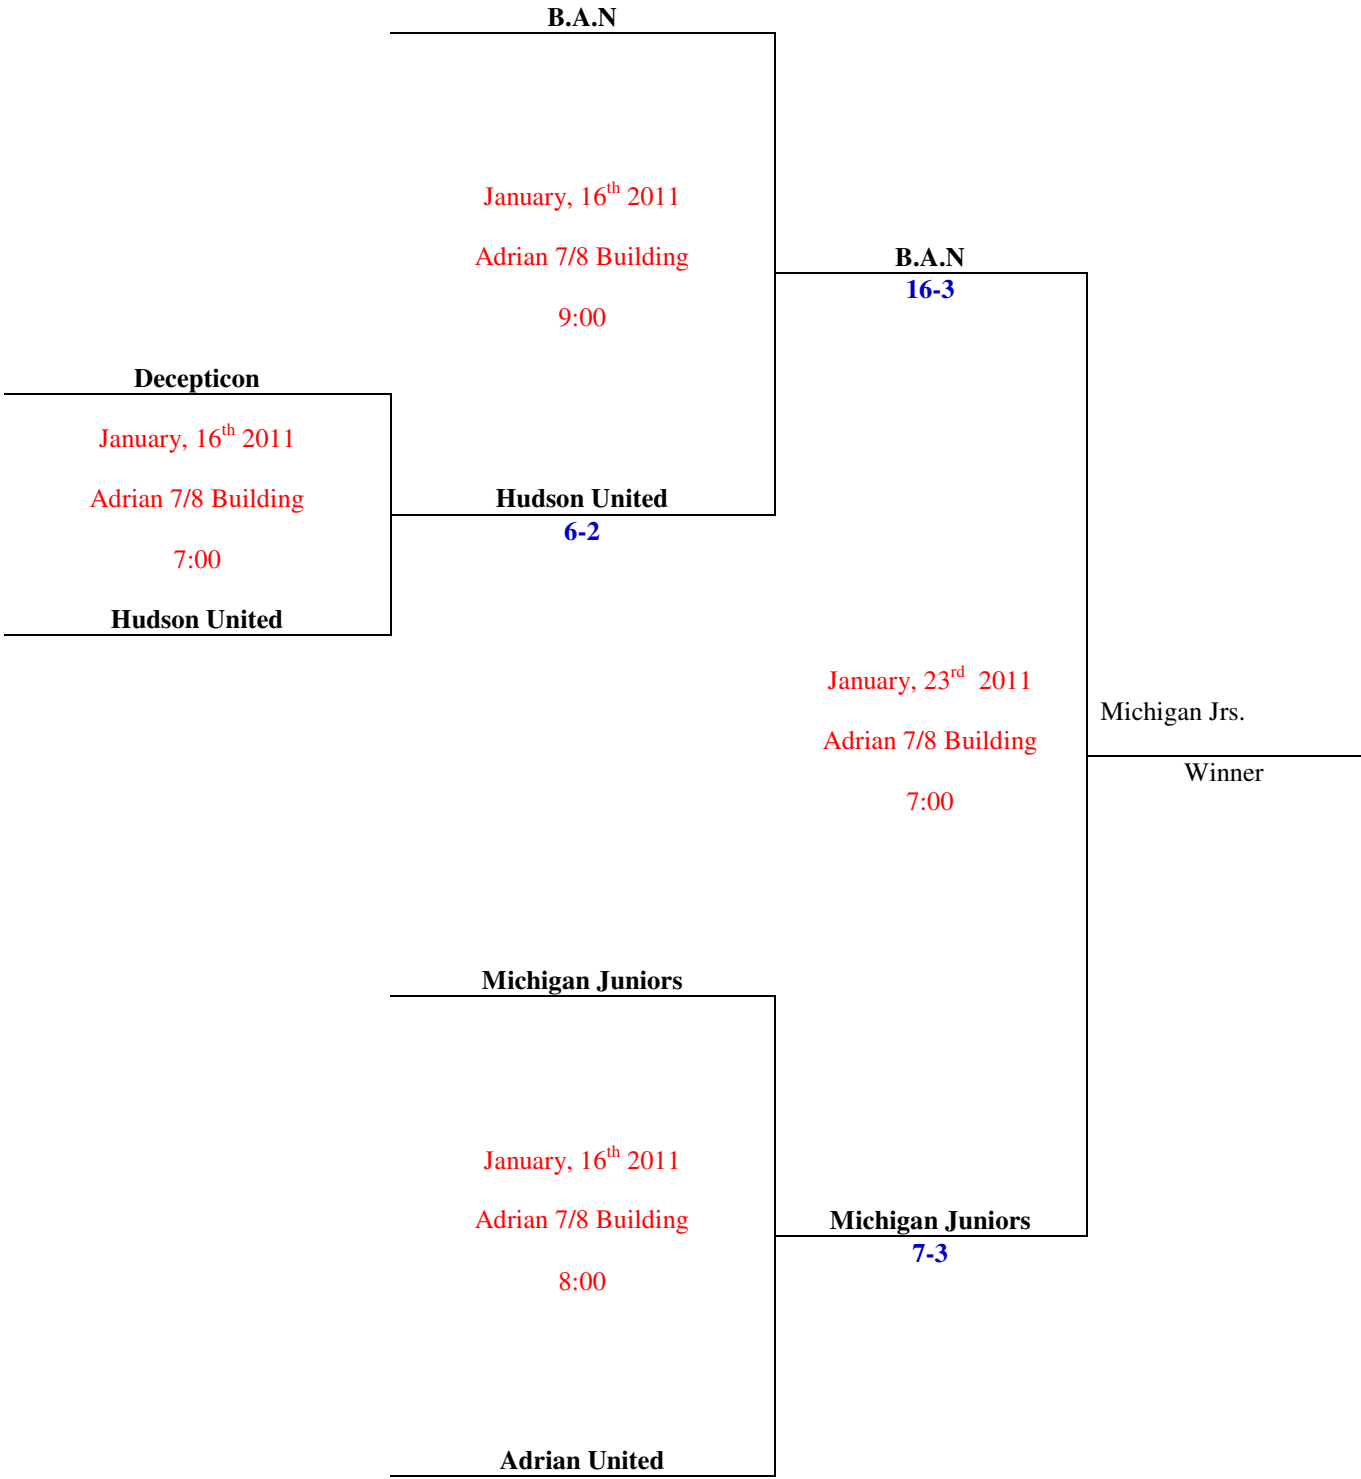 B.A.N
January, 16th 2011
Adrian 7/8 Building
9:00
B.A.N
16-3
Decepticon
January, 16th 2011
Adrian 7/8 Building
7:00
Hudson United
Hudson United
6-2
January, 23rd 2011
Adrian 7/8 Building
7:00
Michigan Jrs.
Winner
Michigan Juniors
January, 16th 2011
Adrian 7/8 Building
8:00
Michigan Juniors
7-3
Adrian United